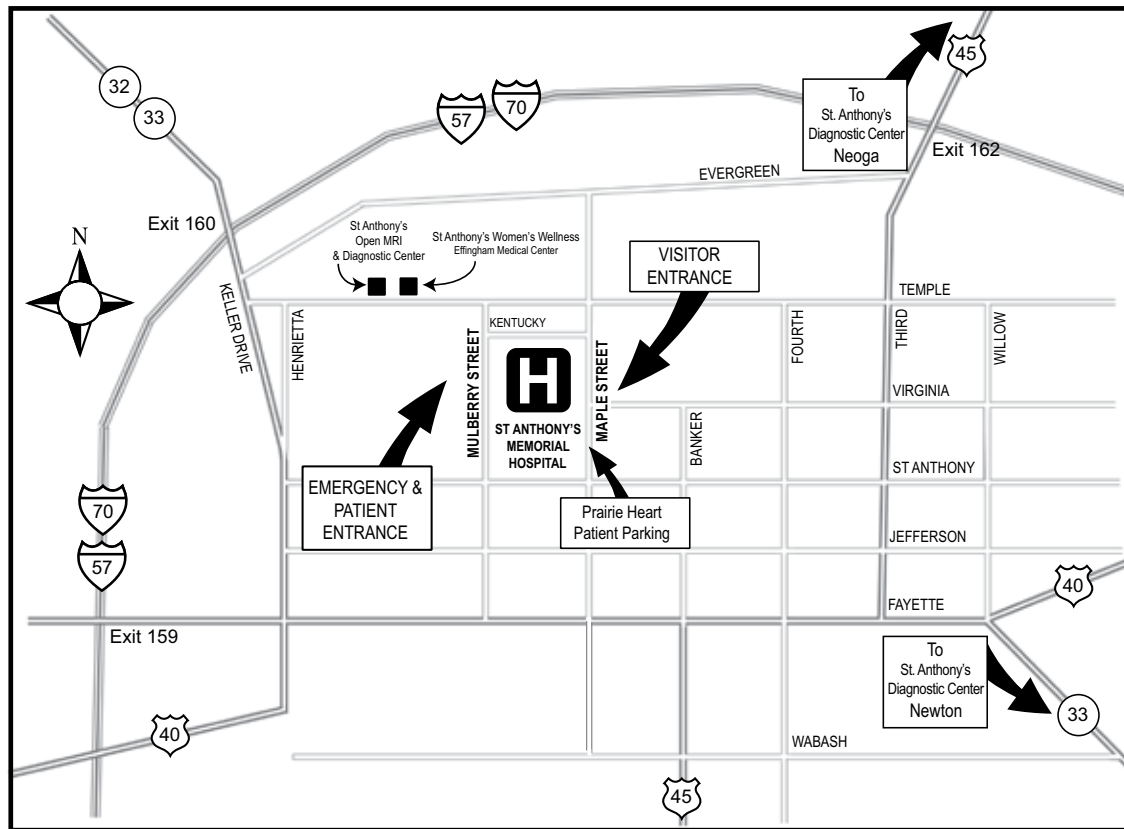 45
To
St. Anthony's
Diagnostic Center
Neoga
32
33
57
70
Exit 162
EVERGREEN
Exit 160
N
St Anthony's
Open MRI
& Diagnostic Center
St Anthony's Women's Wellness
Effingham Medical Center
VISITOR
ENTRANCE
TEMPLE
KELLER DRIVE
HENRIETTA
MULBERRY STREET
KENTUCKY
H
ST ANTHONY'S
MEMORIAL
HOSPITAL
MAPLE STREET
BANKER
FOURTH
THIRD
WILLOW
VIRGINIA
ST ANTHONY
EMERGENCY &
PATIENT
ENTRANCE
Prairie Heart
Patient Parking
70
57
JEFFERSON
40
FAYETTE
Exit 159
To
St. Anthony's
Diagnostic Center
Newton
33
40
WABASH
45